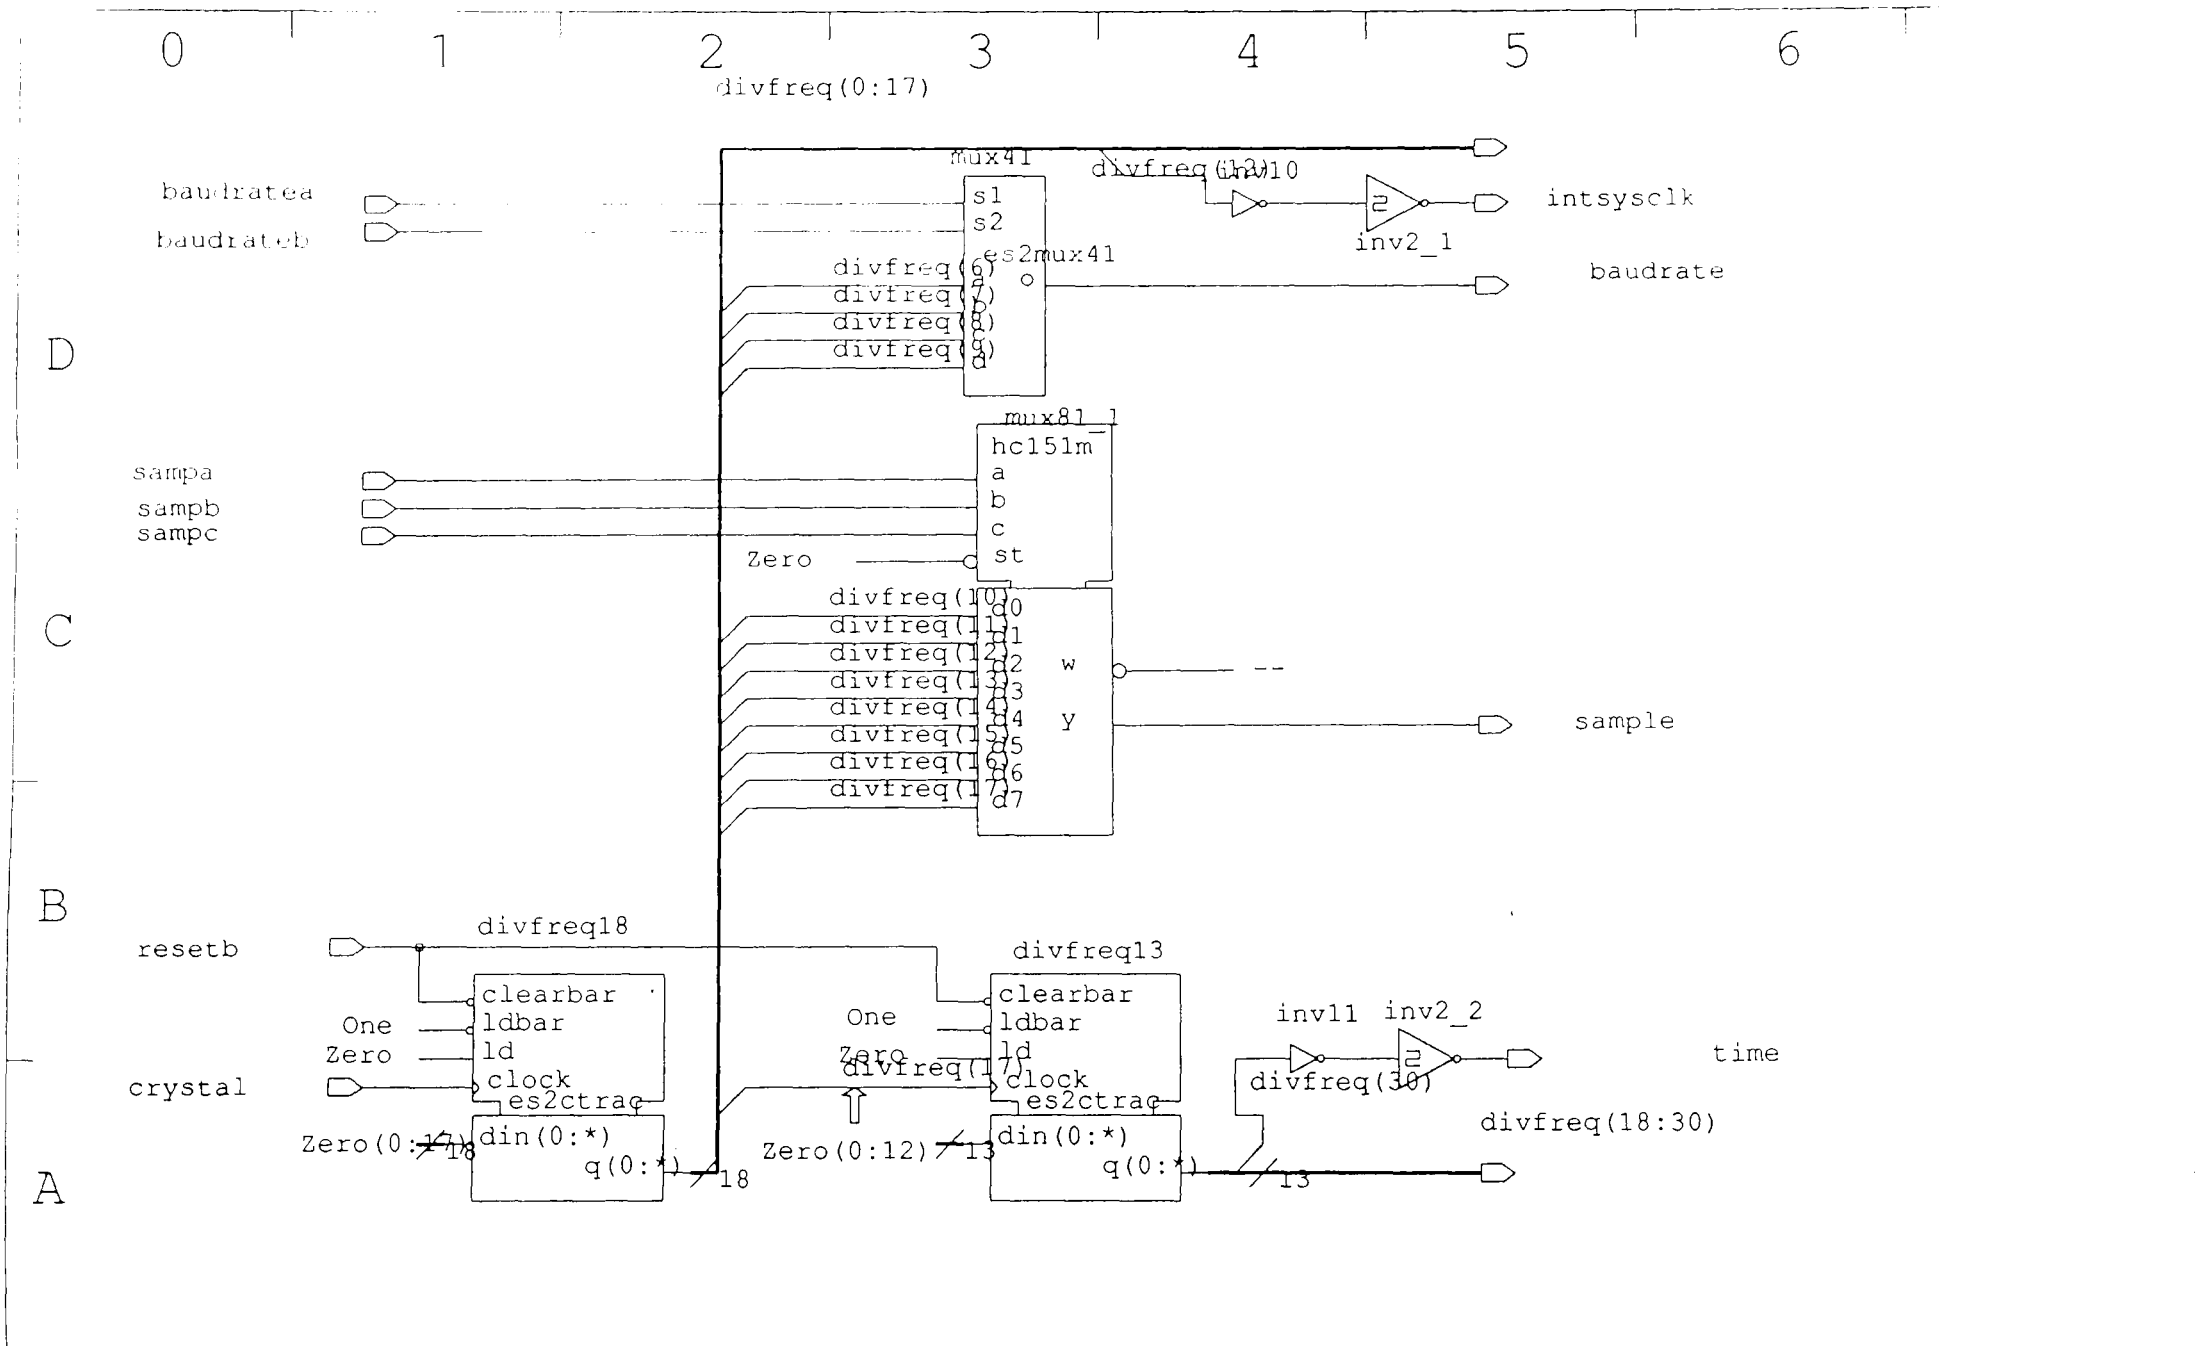 0 1 2 3 4 5 6
divfreq(0:17)
mux41
inv10
baudratea
s1
intsysclk
s2
baudrateb
inv2_1
es2mux41
divfreq(6)
a
o
baudrate
divfreq(7)
b
divfreq(8)
c
divfreq(9)
d
D
mux81_1
hc151m
sampa
a
sampb
b
sampc
c
Zero
st
divfreq(10)
d0
C
divfreq(11)
d1
divfreq(12)
d2
w
--
divfreq(13)
d3
divfreq(14)
d4
y
sample
divfreq(15)
d5
divfreq(16)
d6
divfreq(17)
d7
B
divfreq18
resetb
divfreq13
clearbar
clearbar
inv11 inv2_2
One
ldbar
One
ldbar
Zero
ld
Zero
ld
2
2
time
divfreq(17)
crystal
clock
clock
divfreq(30)
es2ctrac
es2ctrac
divfreq(18:30)
Zero(0:17)
18
din(0:*)
Zero(0:12)
13
din(0:*)
q(0:*)
18
q(0:*)
13
A